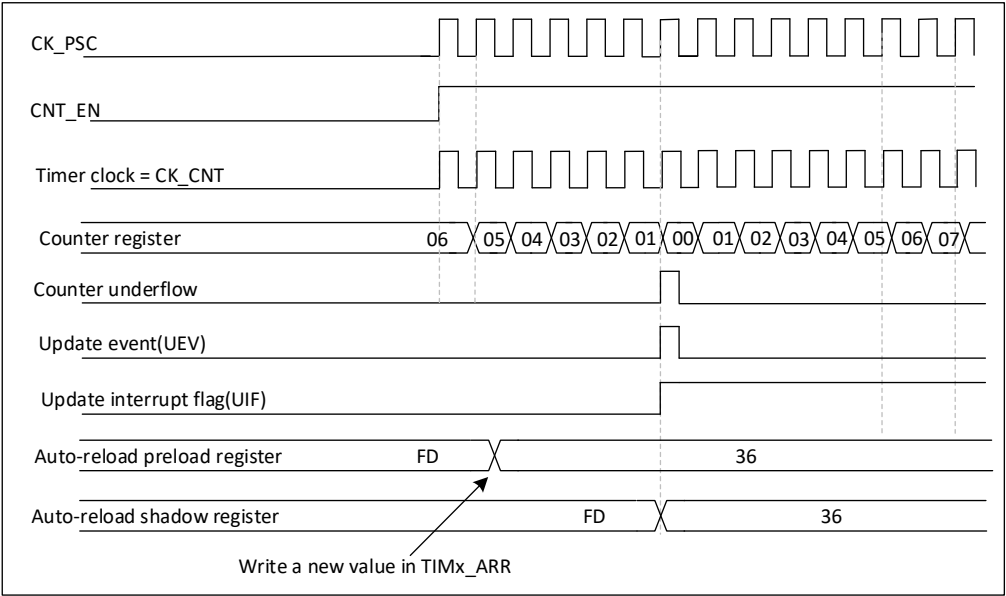 CK_PSC
CNT_EN
Timer clock = CK_CNT
Counter register 06 05 04 03 02 01 00 01 02 03 04 05 06 07
Counter underflow
Update event(UEV)
Update interrupt flag(UIF)
Auto-reload preload register FD 36
Auto-reload shadow register FD 36
Write a new value in TIMx_ARR